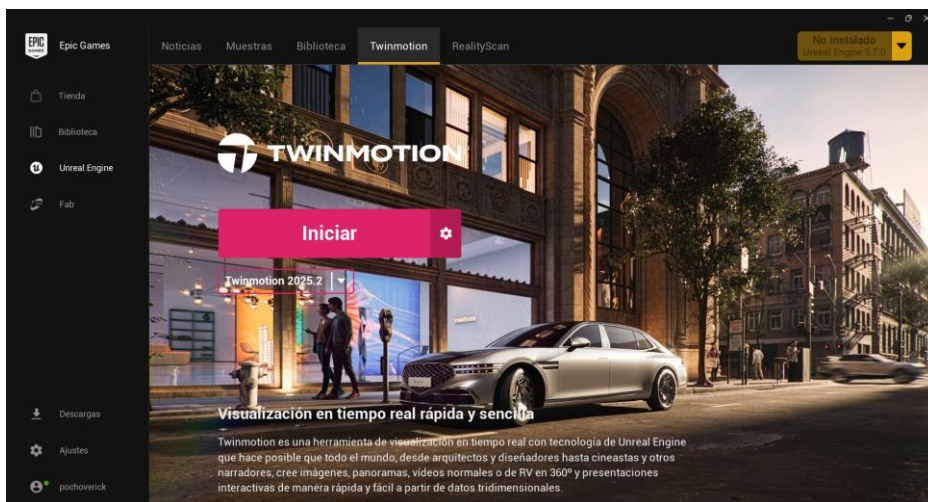 EPIC GAMES
Epic Games
Noticias
Muestras
Biblioteca
Twinmotion
RealityScan
No instalado
Unreal Engine 5.7.0
Tienda
Biblioteca
Unreal Engine
Fab
TWINMOTION
Iniciar
Twinmotion 2025.2
Visualización en tiempo real rápida y sencilla
Twinmotion es una herramienta de visualización en tiempo real con tecnología de Unreal Engine
que hace posible que todo el mundo, desde arquitectos y diseñadores hasta cineastas y otros
narradores, cree imágenes, panoramas, vídeos normales o de RV en 360º y presentaciones
interactivas de manera rápida y fácil a partir de datos tridimensionales.
Descargas
Ajustes
pochoverick